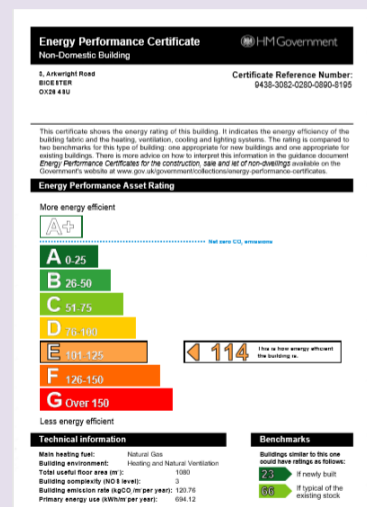 Energy Performance Certificate
HM Government
Non-Domestic Building
8, Arkwright Road
BICESTER
OX26 4SU
Certificate Reference Number:
9438-3082-0280-0890-8195
This certificate shows the energy rating of this building. It indicates the energy efficiency of the
building fabric and the heating, ventilation, cooling and lighting systems. The rating is compared to
two benchmarks for this type of building: one appropriate for new buildings and one appropriate for
existing buildings. There is more advice on how to interpret this information in the guidance document
Energy Performance Certificates for the construction, sale and let of non-dwellings available on the
Government's website at www.gov.uk/government/collections/energy-performance-certificates.
Energy Performance Asset Rating
More energy efficient
A+
Net zero CO₂ emissions
A 0-25
B 26-50
C 51-75
D 76-100
E 101-125
114
This is how energy efficient
the building is.
F 126-150
G Over 150
Less energy efficient
Technical information
Main heating fuel: Natural Gas
Building environment: Heating and Natural Ventilation
Total useful floor area (m²): 1080
Building complexity (NOS level): 3
Building emission rate (kgCO₂/m²per year): 120.76
Primary energy use (kWh/m²per year): 694.12
Benchmarks
Buildings similar to this one
could have ratings as follows:
23 If newly built
66 If typical of the
existing stock